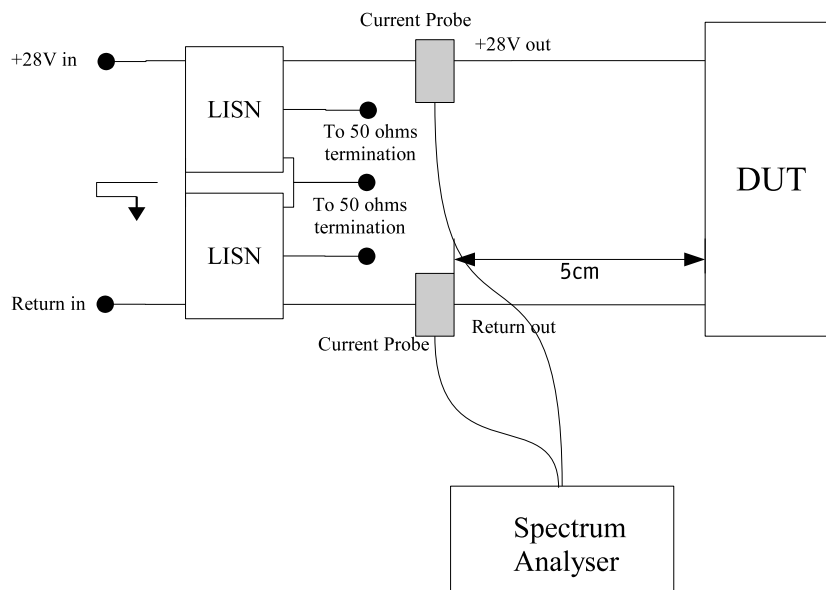 Current Probe
+28V in
+28V out
LISN
To 50 ohms
termination
DUT
To 50 ohms
termination
LISN
5cm
Return in
Return out
Current Probe
Spectrum
Analyser